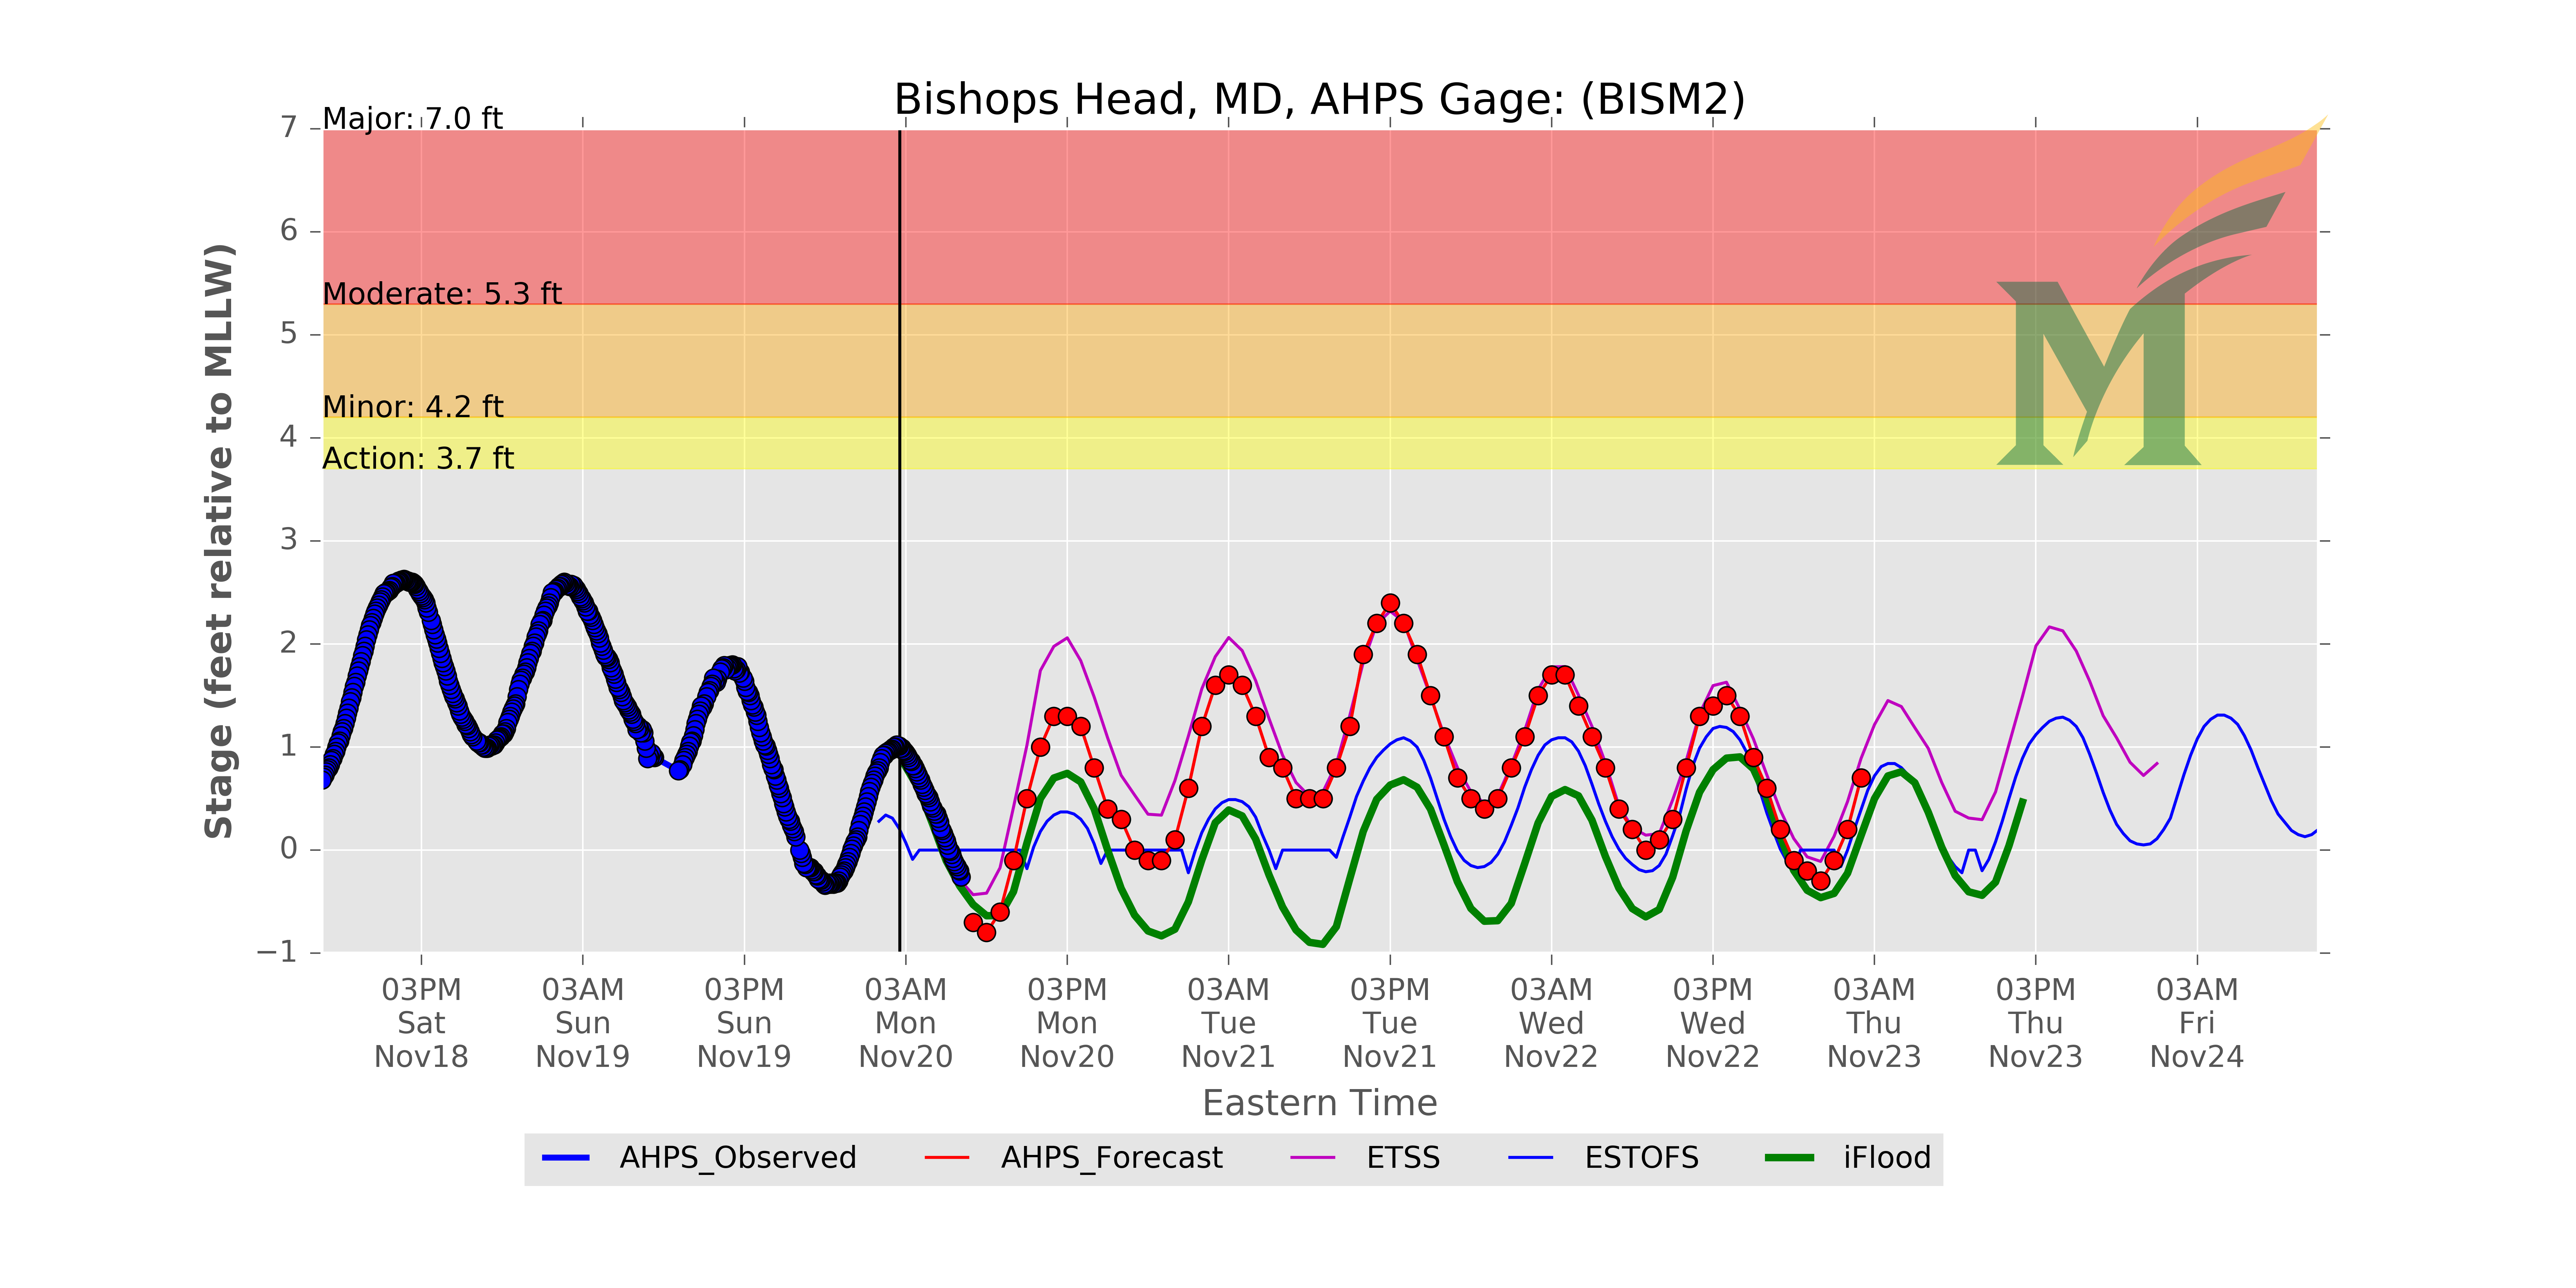 Bishops Head, MD, AHPS Gage: (BISM2)
Major: 7.0 ft
Moderate: 5.3 ft
Minor: 4.2 ft
Action: 3.7 ft
Stage (feet relative to MLLW)
7
6
5
4
3
2
1
0
−1
03PM Sat Nov18
03AM Sun Nov19
03PM Sun Nov19
03AM Mon Nov20
03PM Mon Nov20
03AM Tue Nov21
03PM Tue Nov21
03AM Wed Nov22
03PM Wed Nov22
03AM Thu Nov23
03PM Thu Nov23
03AM Fri Nov24
Eastern Time
AHPS_Observed AHPS_Forecast ETSS ESTOFS iFlood